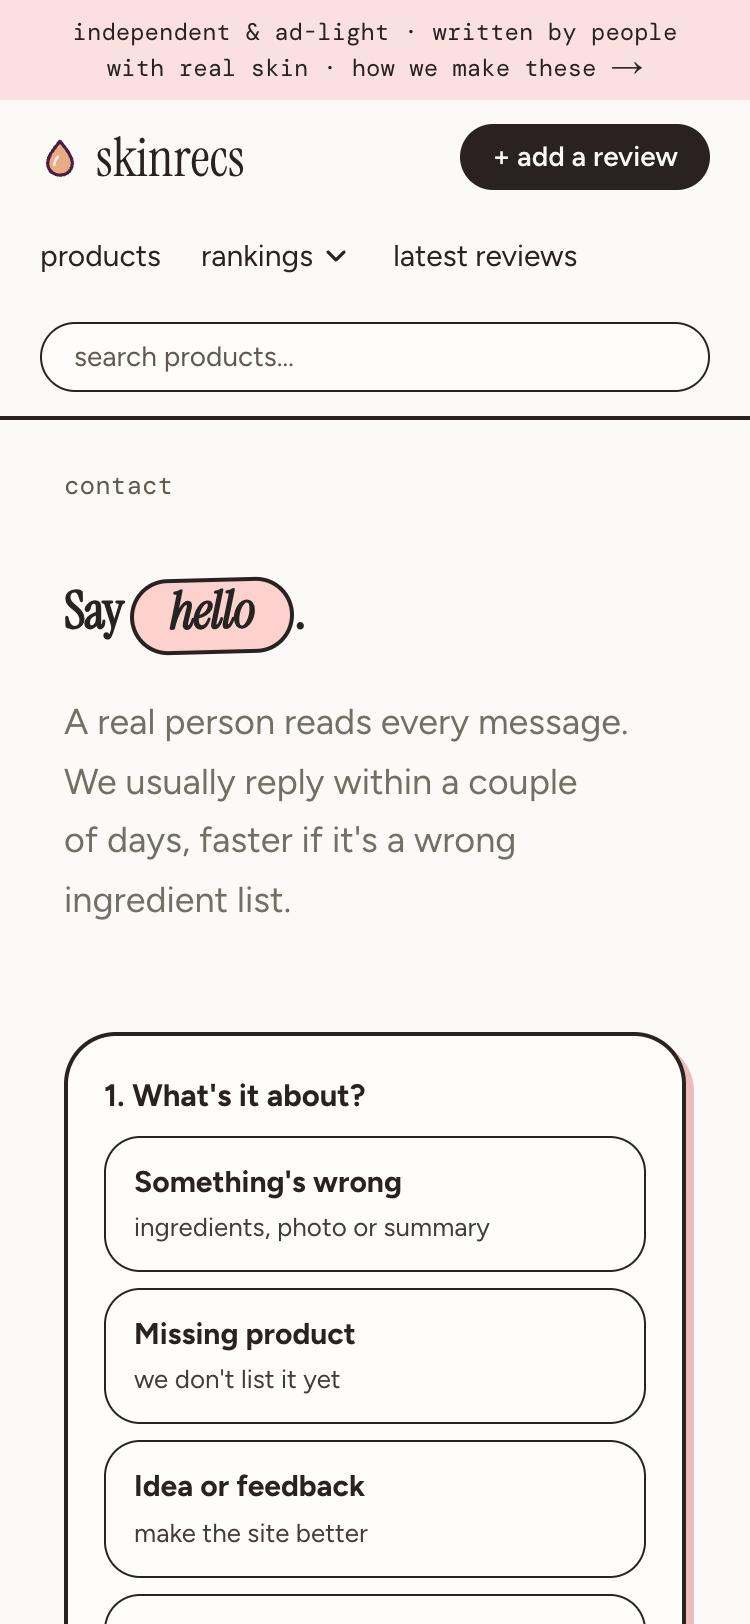 independent & ad-light · written by people
with real skin · how we make these →
skinrecs
+ add a review
products rankings latest reviews
search products...
contact
Say hello.
A real person reads every message.
We usually reply within a couple
of days, faster if it's a wrong
ingredient list.
1. What's it about?
Something's wrong
ingredients, photo or summary
Missing product
we don't list it yet
Idea or feedback
make the site better